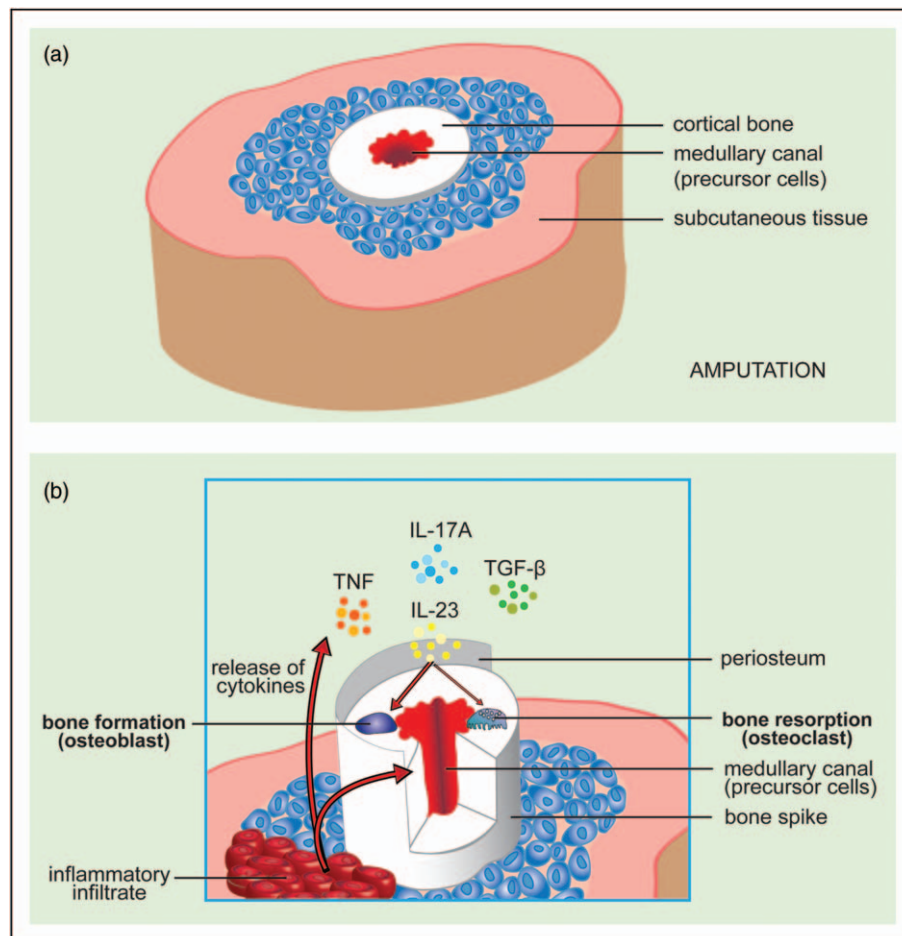 (a)
cortical bone
medullary canal
(precursor cells)
subcutaneous tissue
AMPUTATION
(b)
IL-17A
TNF
TGF-β
IL-23
release of
cytokines
periosteum
bone formation
(osteoblast)
bone resorption
(osteoclast)
medullary canal
(precursor cells)
bone spike
inflammatory
infiltrate